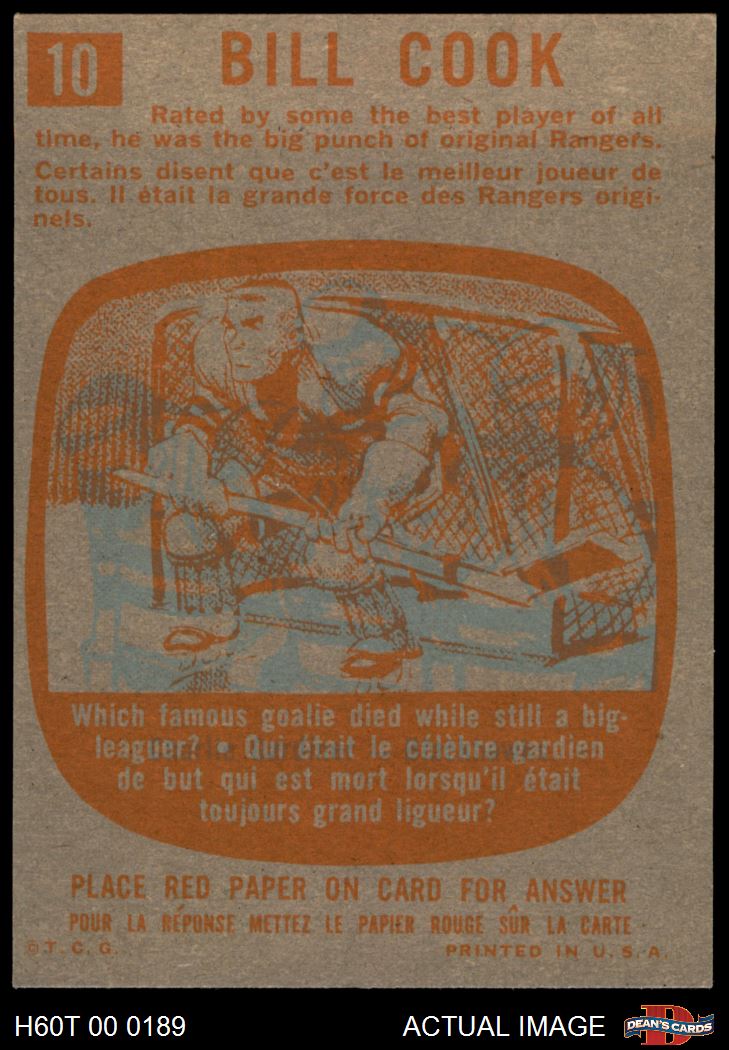 10
BILL COOK
Rated by some the best player of all
time, he was the big punch of original Rangers.
Certains disent que c'est le meilleur joueur de
tous. Il était la grande force des Rangers origi-
nels.
Which famous goalie died while still a big-
leaguer? • Qui était le célèbre gardien
de but qui est mort lorsqu'il était
toujours grand ligueur?
PLACE RED PAPER ON CARD FOR ANSWER
POUR LA RÉPONSE METTEZ LE PAPIER ROUGE SÛR LA CARTE
© T. C. G.
PRINTED IN U. S. A.
H60T 00 0189
ACTUAL IMAGE
DEAN'S CARDS